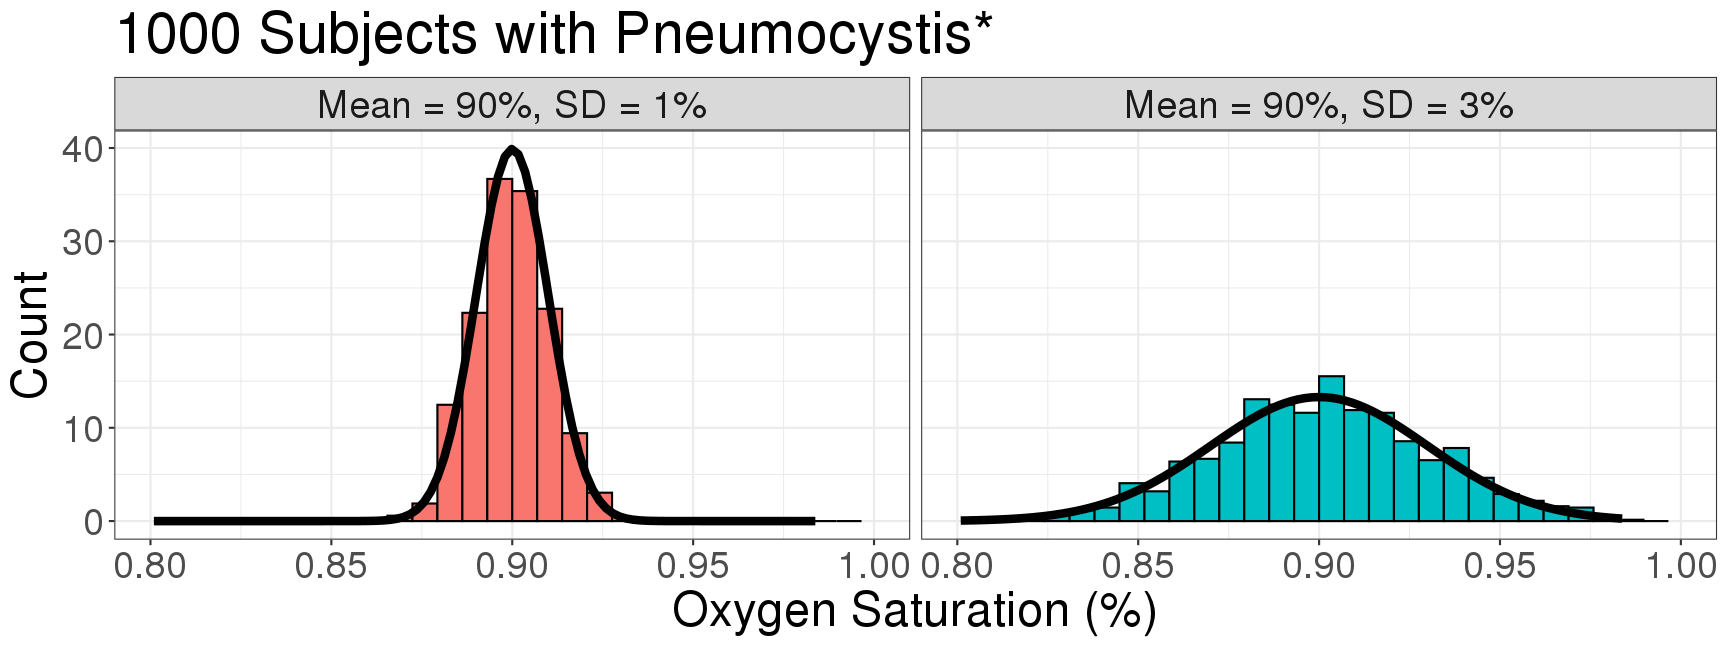 1000 Subjects with Pneumocystis*
Mean = 90%, SD = 1%
Mean = 90%, SD = 3%
Count
40
30
20
10
0
0.80 0.85 0.90 0.95 1.00 0.80 0.85 0.90 0.95 1.00
Oxygen Saturation (%)